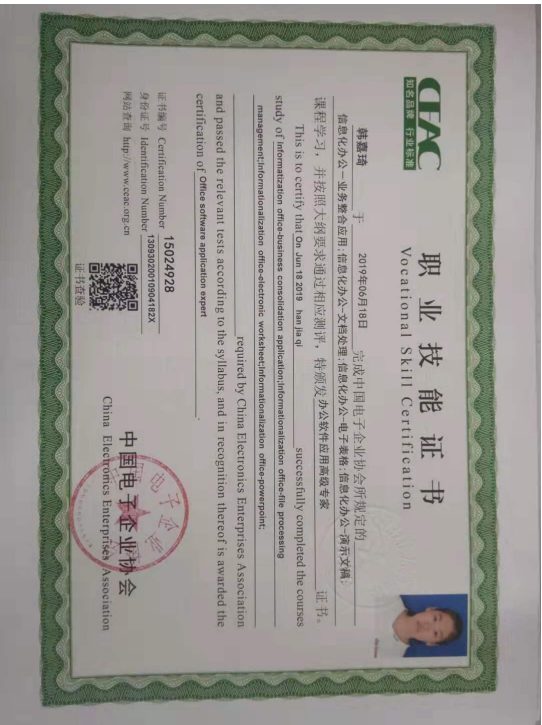 CEAC
知名品牌 行业标准
职业技能证书
Vocational Skill Certification
韩嘉琦 于 2019年06月18日 完成中国电子企业协会所规定的
信息化办公—业务整合应用;信息化办公—文档处理;信息化办公—电子表格;信息化办公—演示文稿;
课程学习，并按照大纲要求通过相应测评，特颁发 办公软件应用高级专家 证书。
This is to certify that On Jun 18 2019 han jia qi successfully completed the courses
study of Informatization office-business consolidation application;Informationalization office-file processing
management;Informationalization office-electronic worksheet;Informationalization office-powerpoint;
required by China Electronics Enterprises Association
and passed the relevant tests according to the syllabus, and in recognition thereof is awarded the
certification of Office software application expert .
证书编号 Certification Number 15024928
身份证号 Identification Number 13093020010904182X
网站查询 http://www.ceac.org.cn
证书查验
中国电子企业协会
China Electronics Enterprises Association